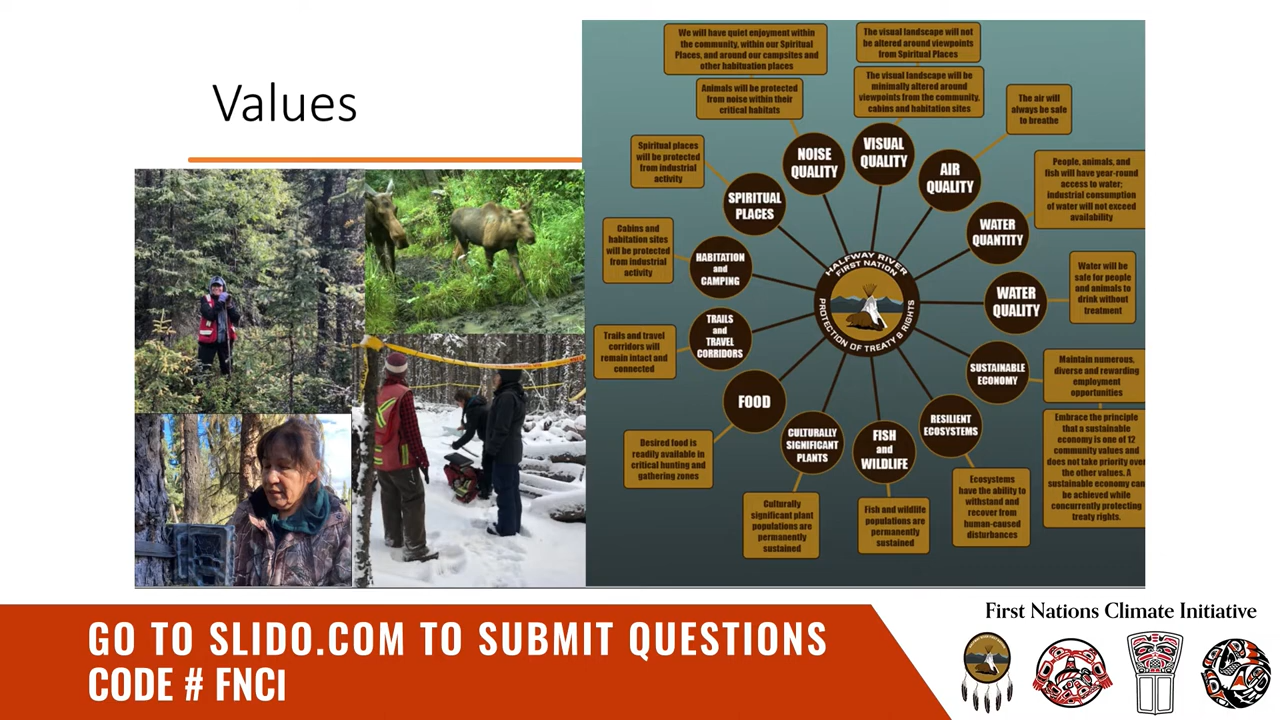 Values
We will have quiet enjoyment within
the community, within our Spiritual
Places, and around our campsites and
other habituation places
Animals will be protected
from noise within their
critical habitats
NOISE
QUALITY
The visual landscape will not
be altered around viewpoints
from Spiritual Places
The visual landscape will be
minimally altered around
viewpoints from the community,
cabins and habitation sites
VISUAL
QUALITY
The air will
always be safe
to breathe
AIR
QUALITY
People, animals, and
fish will have year-round
access to water;
industrial consumption
of water will not exceed
availability
WATER
QUANTITY
Water will be
safe for people
and animals to
drink without
treatment
WATER
QUALITY
Maintain numerous,
diverse and rewarding
employment
opportunities
Embrace the principle
that a sustainable
economy is one of 12
community values and
does not take priority over
the other values. A
sustainable economy can
be achieved while
concurrently protecting
treaty rights.
SUSTAINABLE
ECONOMY
RESILIENT
ECOSYSTEMS
Ecosystems
have the ability to
withstand and
recover from
human-caused
disturbances
FISH
and
WILDLIFE
Fish and wildlife
populations are
permanently
sustained
CULTURALLY
SIGNIFICANT
PLANTS
Culturally
significant plant
populations are
permanently
sustained
FOOD
Desired food is
readily available in
critical hunting and
gathering zones
TRAILS
and
TRAVEL
CORRIDORS
Trails and travel
corridors will
remain intact and
connected
HABITATION
and
CAMPING
Cabins and
habitation sites
will be protected
from industrial
activity
SPIRITUAL
PLACES
Spiritual places
will be protected
from industrial
activity
HALFWAY RIVER
FIRST NATION
PROTECTION OF TREATY 8 RIGHTS
GO TO SLIDO.COM TO SUBMIT QUESTIONS
CODE # FNCI
First Nations Climate Initiative